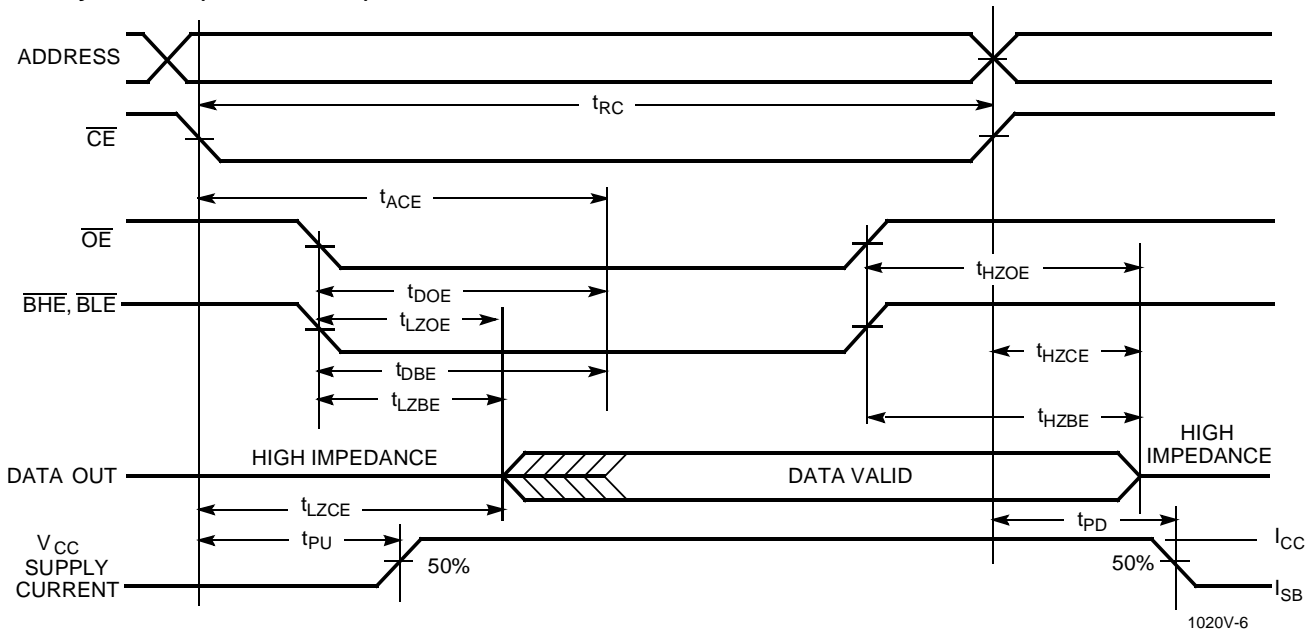 ADDRESS
tRC
CE
tACE
OE
tHZOE
tDOE
BHE, BLE
tLZOE
tHZCE
tDBE
tLZBE
tHZBE
HIGH IMPEDANCE
HIGH
IMPEDANCE
DATA OUT
DATA VALID
tLZCE
tPD
tPU
VCC
SUPPLY
CURRENT
50%
50%
ICC
ISB
1020V-6